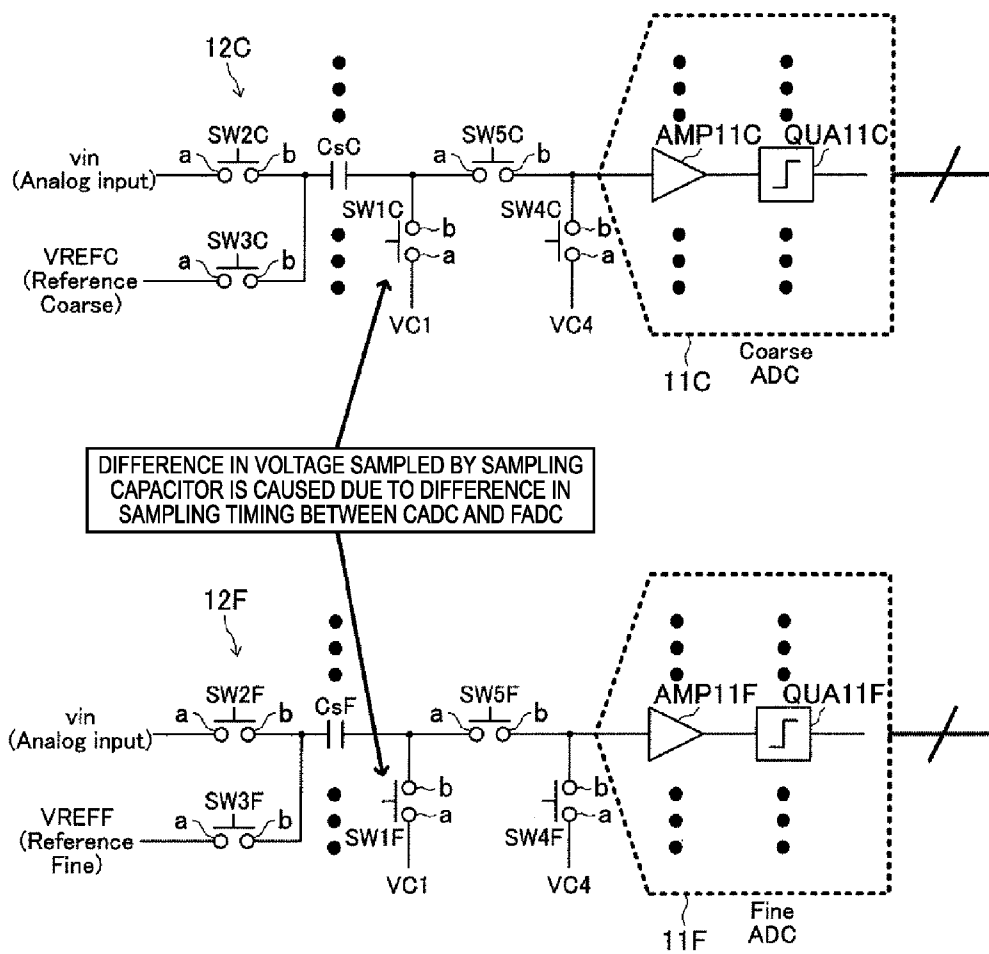 12C
SW2C
CsC
SW5C
AMP11C
QUA11C
a
b
a
b
vin
(Analog input)
SW1C
b
a
SW4C
b
a
SW3C
a
b
VREFC
(Reference
Coarse)
VC1
VC4
Coarse
ADC
11C
DIFFERENCE IN VOLTAGE SAMPLED BY SAMPLING
CAPACITOR IS CAUSED DUE TO DIFFERENCE IN
SAMPLING TIMING BETWEEN CADC AND FADC
12F
SW2F
CsF
SW5F
AMP11F
QUA11F
a
b
a
b
vin
(Analog input)
b
a
SW1F
b
a
SW4F
SW3F
a
b
VREFF
(Reference
Fine)
VC1
VC4
Fine
ADC
11F